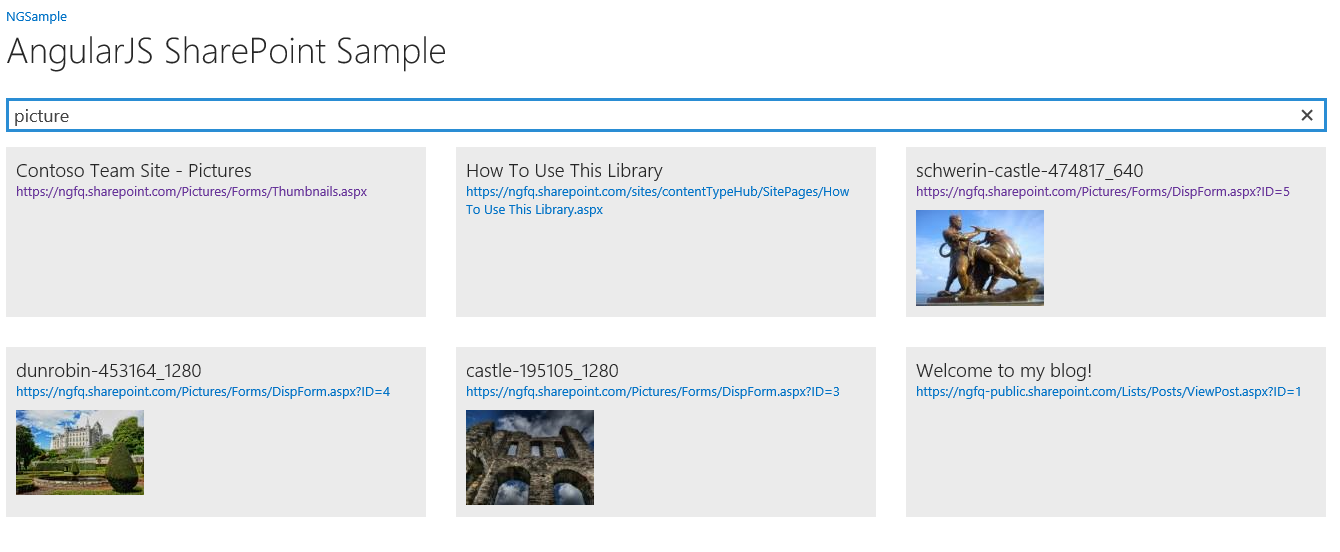 NGSample
AngularJS SharePoint Sample
picture
Contoso Team Site - Pictures
https://ngfq.sharepoint.com/Pictures/Forms/Thumbnails.aspx
How To Use This Library
https://ngfq.sharepoint.com/sites/contentTypeHub/SitePages/How
To Use This Library.aspx
schwerin-castle-474817_640
https://ngfq.sharepoint.com/Pictures/Forms/DispForm.aspx?ID=5
dunrobin-453164_1280
https://ngfq.sharepoint.com/Pictures/Forms/DispForm.aspx?ID=4
castle-195105_1280
https://ngfq.sharepoint.com/Pictures/Forms/DispForm.aspx?ID=3
Welcome to my blog!
https://ngfq-public.sharepoint.com/Lists/Posts/ViewPost.aspx?ID=1